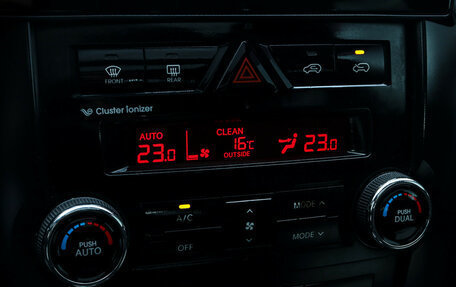 FRONT
REAR
Cluster ionizer
AUTO
CLEAN
23.0
16°C
23.0
OUTSIDE
A/C
MODE
OFF
MODE
PUSH
AUTO
PUSH
DUAL